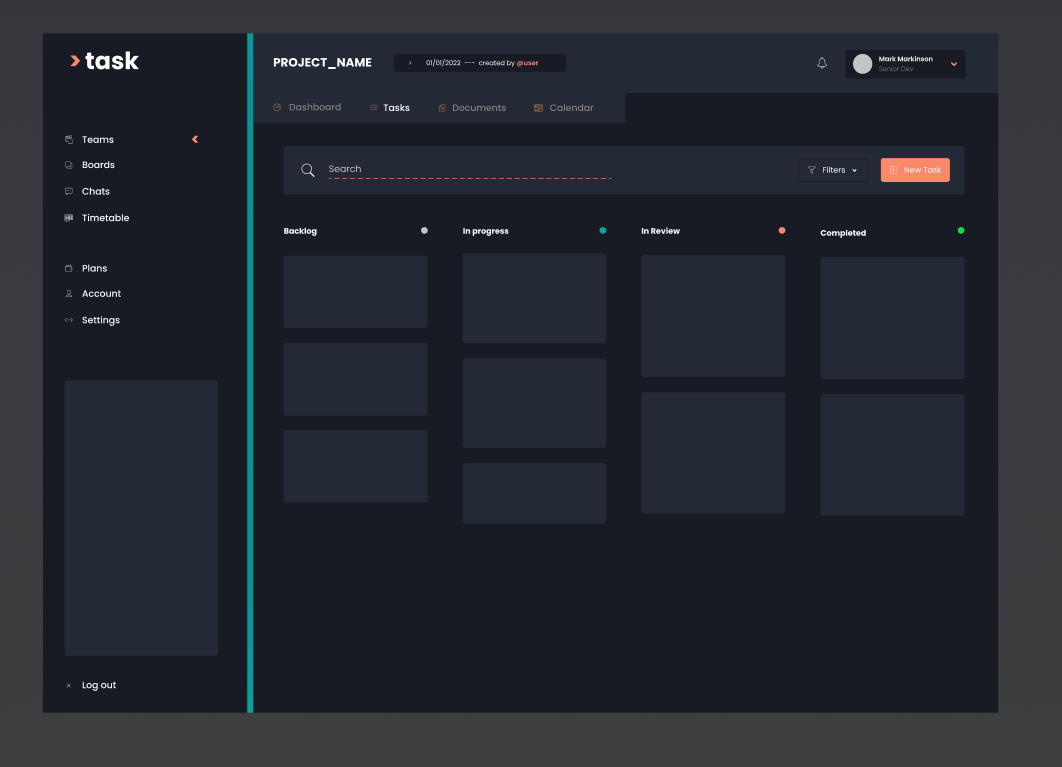 task
Teams
Boards
Chats
Timetable
Plans
Account
Settings
Log out
PROJECT_NAME
01/01/2022 --- created by @user
Mark Markinson
Senior Dev
Dashboard
Tasks
Documents
Calendar
Search
Filters
New Task
Backlog
In progress
In Review
Completed